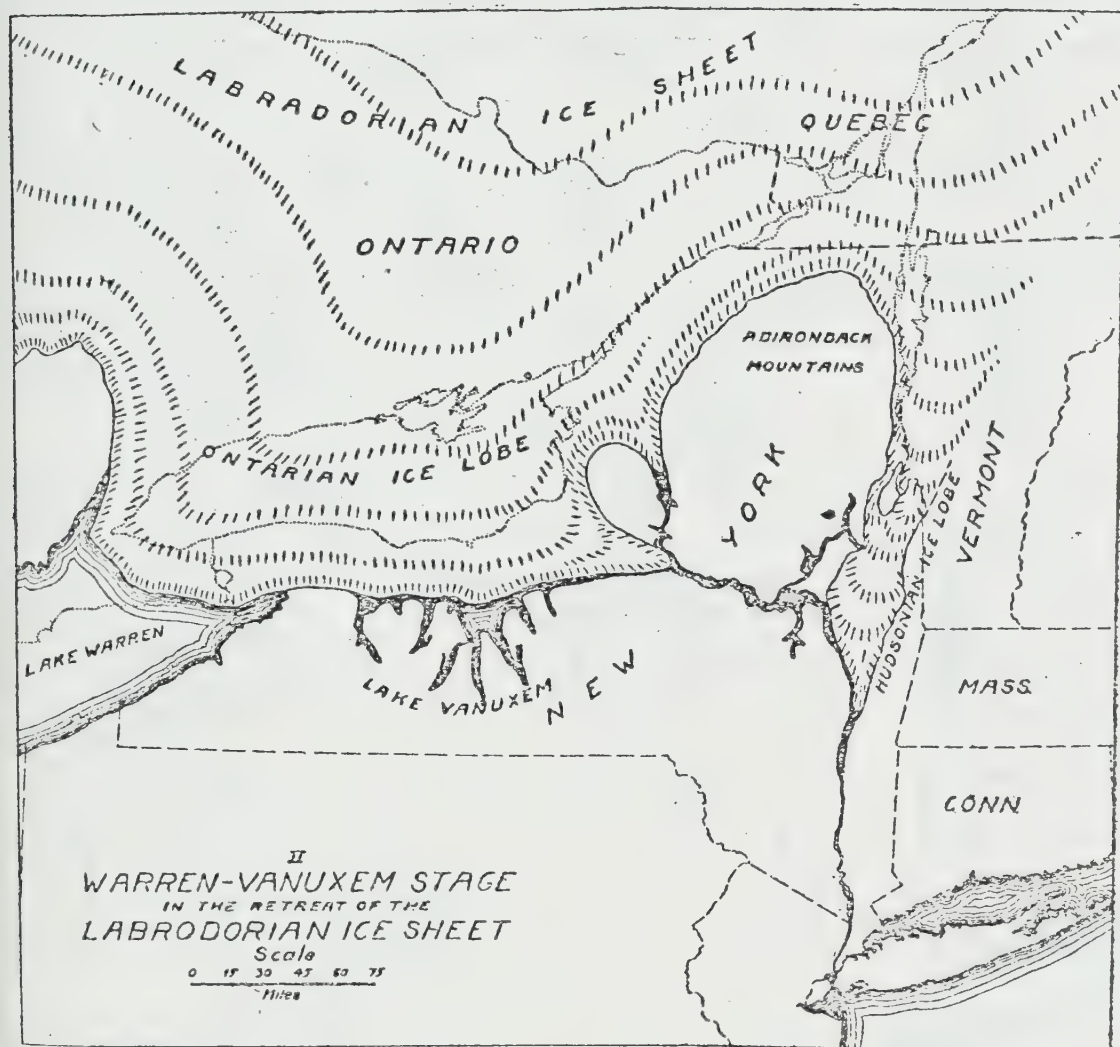 LABRADORIAN ICE SHEET
QUEBEC
ONTARIO
ADIRONDACK
MOUNTAINS
ONTARIAN ICE LOBE
NEW YORK
VERMONT
HUDSONIAN ICE LOBE
LAKE WARREN
LAKE VANUXEM
MASS.
CONN.
II
WARREN-VANUXEM STAGE
IN THE RETREAT OF THE
LABRODORIAN ICE SHEET
Scale
0 15 30 45 60 75
Miles